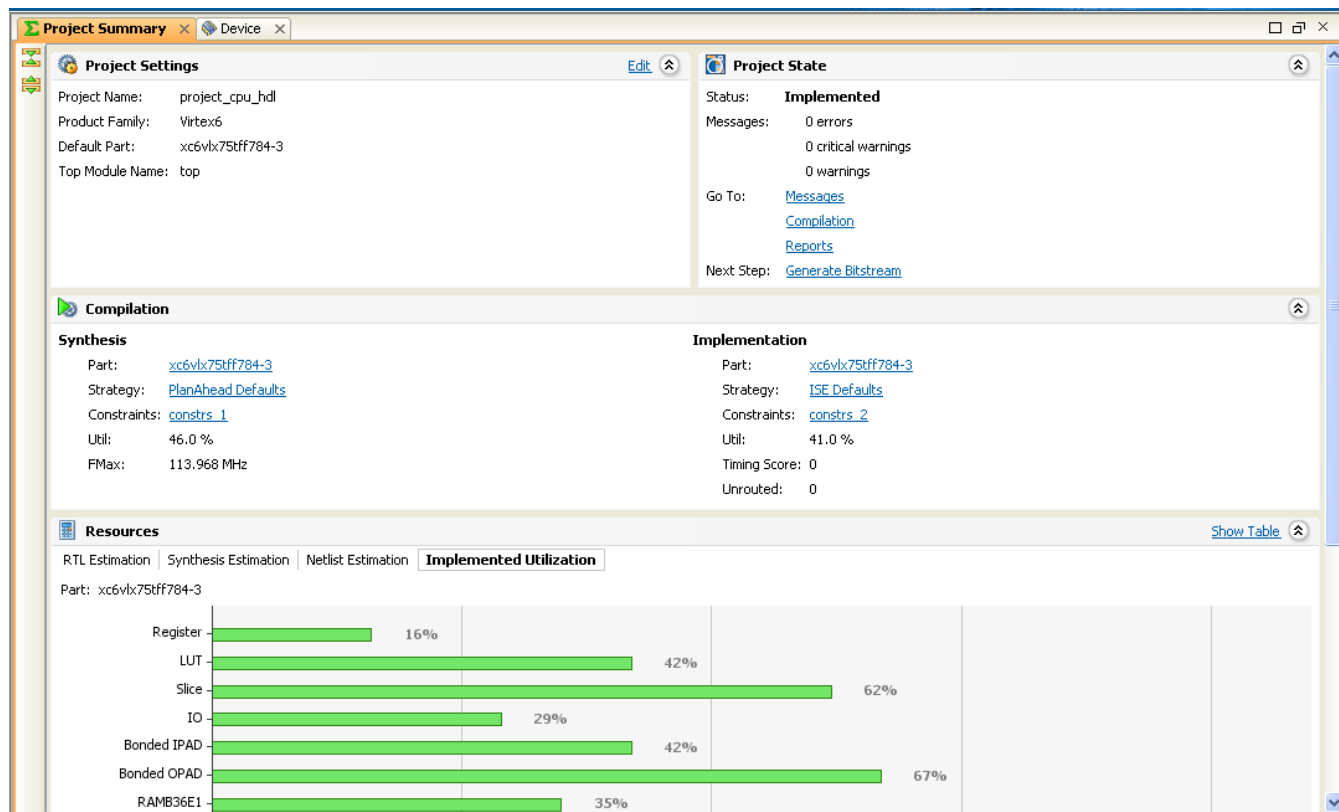 Project Summary
Device
Project Settings
Edit
Project Name: project_cpu_hdl
Product Family: Virtex6
Default Part: xc6vlx75tff784-3
Top Module Name: top
Project State
Status: Implemented
Messages: 0 errors
0 critical warnings
0 warnings
Go To: Messages
Compilation
Reports
Next Step: Generate Bitstream
Compilation
Synthesis
Part: xc6vlx75tff784-3
Strategy: PlanAhead Defaults
Constraints: constrs_1
Util: 46.0 %
FMax: 113.968 MHz
Implementation
Part: xc6vlx75tff784-3
Strategy: ISE Defaults
Constraints: constrs_2
Util: 41.0 %
Timing Score: 0
Unrouted: 0
Resources
Show Table
RTL Estimation Synthesis Estimation Netlist Estimation Implemented Utilization
Part: xc6vlx75tff784-3
Register 16%
LUT 42%
Slice 62%
IO 29%
Bonded IPAD 42%
Bonded OPAD 67%
RAMB36E1 35%